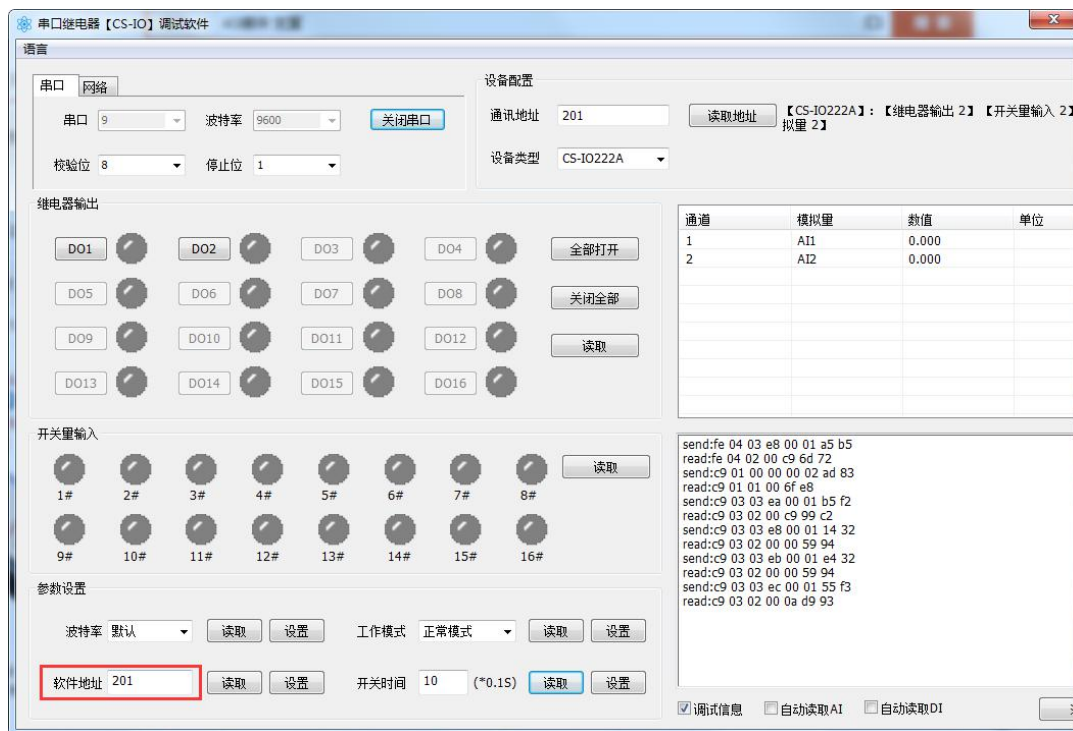 串口继电器【CS-IO】调试软件
语言
串口 网络
串口 9 波特率 9600 关闭串口
校验位 8 停止位 1
设备配置
通讯地址 201 读取地址 【CS-IO222A】:【继电器输出 2】【开关量输入 2】
拟量 2】
设备类型 CS-IO222A
继电器输出
DO1 DO2 DO3 DO4 全部打开
DO5 DO6 DO7 DO8 关闭全部
DO9 DO10 DO11 DO12 读取
DO13 DO14 DO15 DO16
通道 模拟量 数值 单位
1 AI1 0.000
2 AI2 0.000
开关量输入
读取
1# 2# 3# 4# 5# 6# 7# 8#
9# 10# 11# 12# 13# 14# 15# 16#
send:fe 04 03 e8 00 01 a5 b5
read:fe 04 02 00 c9 6d 72
send:c9 01 00 00 00 02 ad 83
read:c9 01 01 00 6f e8
send:c9 03 03 ea 00 01 b5 f2
read:c9 03 02 00 c9 99 c2
send:c9 03 03 e8 00 01 14 32
read:c9 03 02 00 00 59 94
send:c9 03 03 eb 00 01 e4 32
read:c9 03 02 00 00 59 94
send:c9 03 03 ec 00 01 55 f3
read:c9 03 02 00 0a d9 93
参数设置
波特率 默认 读取 设置 工作模式 正常模式 读取 设置
软件地址 201 读取 设置 开关时间 10 (*0.1S) 读取 设置
调试信息 自动读取AI 自动读取DI